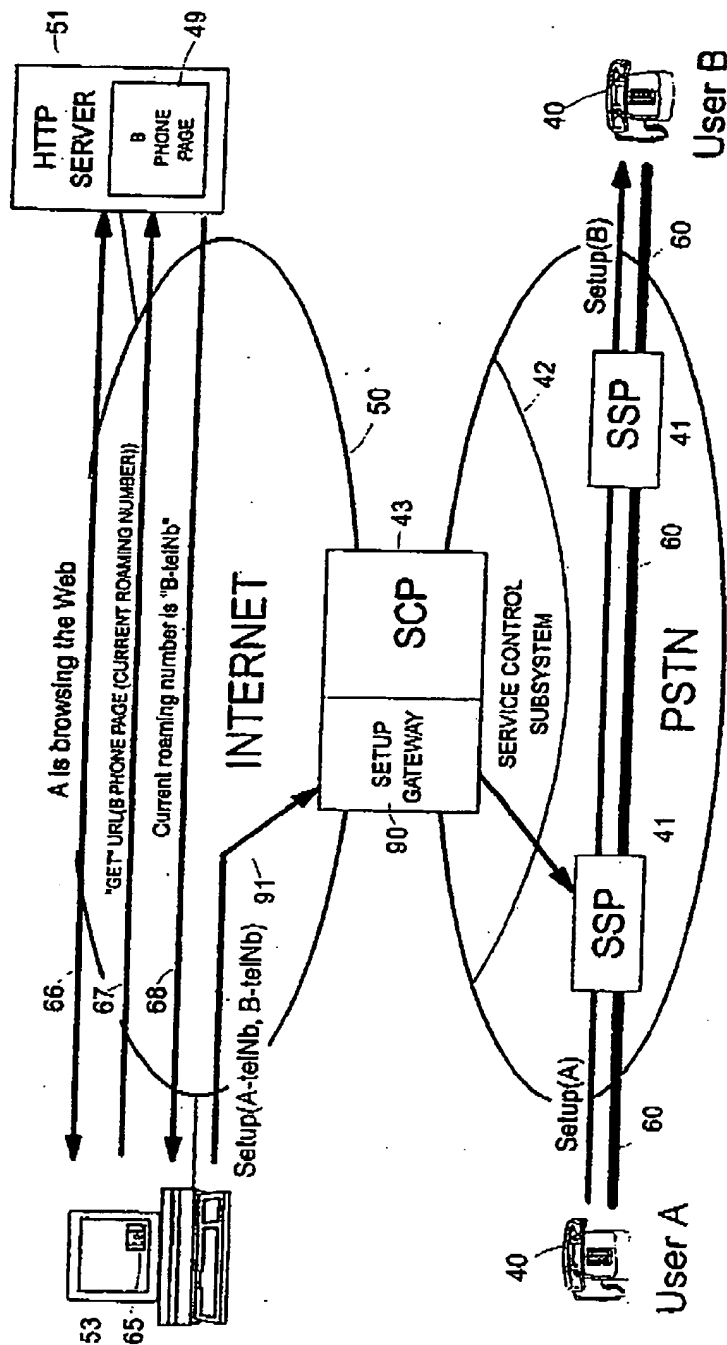 51
HTTP
SERVER
49
B
PHONE
PAGE
A is browsing the Web
66
"GET" URL(B PHONE PAGE (CURRENT ROAMING NUMBER))
67
Current roaming number is "B-telNb"
68
53
65
Tel
Setup(A-telNb, B-telNb)
91
INTERNET
50
SETUP
GATEWAY
90
SCP
43
SERVICE CONTROL
SUBSYSTEM
42
Setup(A)
60
SSP
41
60
SSP
41
Setup(B)
60
PSTN
40
User A
40
User B